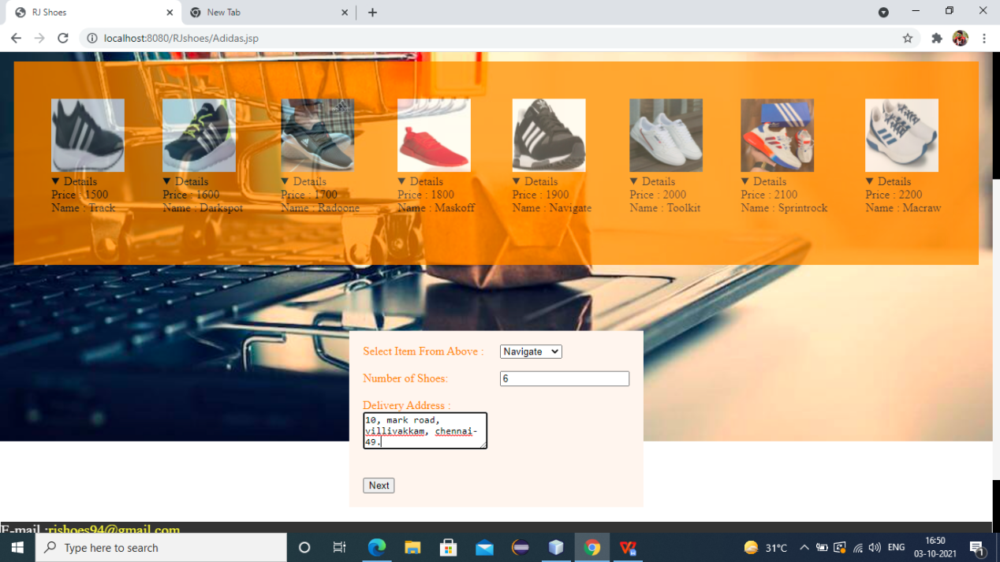 RJ Shoes
New Tab
localhost:8080/RJshoes/Adidas.jsp
▼ Details
Price : 1500
Name : Track
▼ Details
Price : 1600
Name : Darkspot
▼ Details
Price : 1700
Name : Radoone
▼ Details
Price : 1800
Name : Maskoff
▼ Details
Price : 1900
Name : Navigate
▼ Details
Price : 2000
Name : Toolkit
▼ Details
Price : 2100
Name : Sprintrock
▼ Details
Price : 2200
Name : Macraw
Select Item From Above : Navigate
Number of Shoes: 6
Delivery Address :
10, mark road,
villivakkam, chennai-
49.
Next
E-mail :rjshoes94@gmail.com
Type here to search
31°C
ENG
16:50
03-10-2021
1